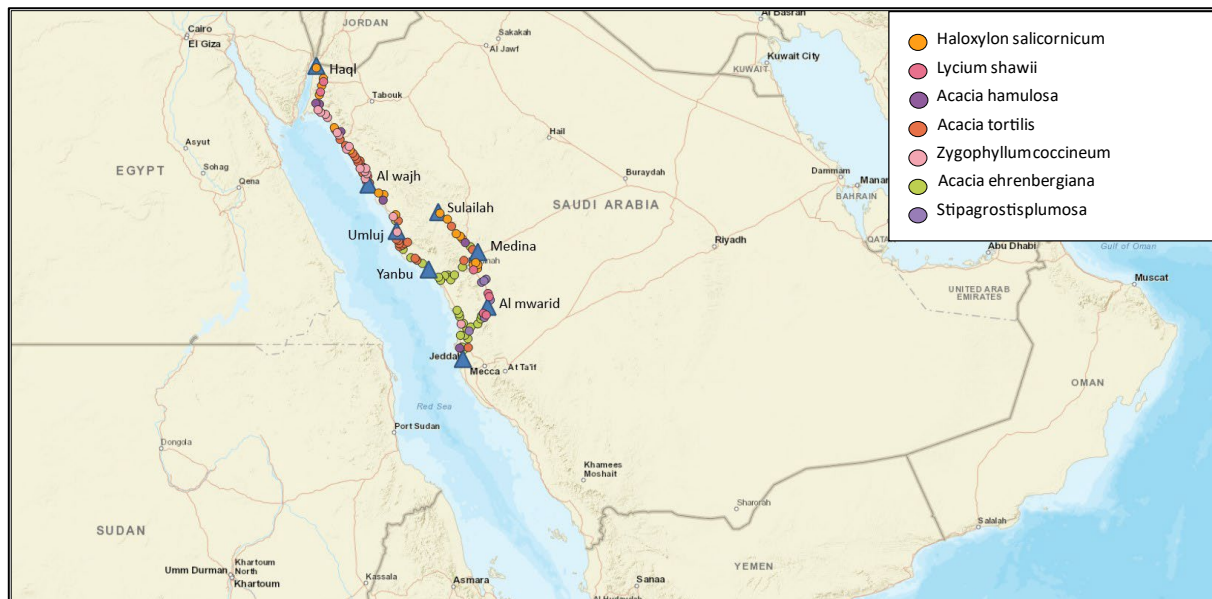 Cairo
El Giza
JORDAN
Sakakah
Al Jawf
Al Basrah
Kuwait City
KUWAIT
Haloxylon salicornicum
Lycium shawii
Acacia hamulosa
Acacia tortilis
Zygophyllumcoccineum
Acacia ehrenbergiana
Stipagrostisplumosa
Haql
Tabouk
Hail
Asyut
Sohag
Qena
EGYPT
Al wajh
Buraydah
Dammam
BAHRAIN
SAUDI ARABIA
Sulailah
Umluj
Medina
Riyadh
Abu Dhabi
Gulf of Oman
Yanbu
Muscat
UNITED ARAB
EMIRATES
Al mwarid
Mecca
At Ta'if
OMAN
Red Sea
Port Sudan
Dongola
Khamees
Moshait
Sharorah
Salalah
SUDAN
YEMEN
Umm Durman
Khartoum
North
Khartoum
Kassala
Asmara
Sanaa